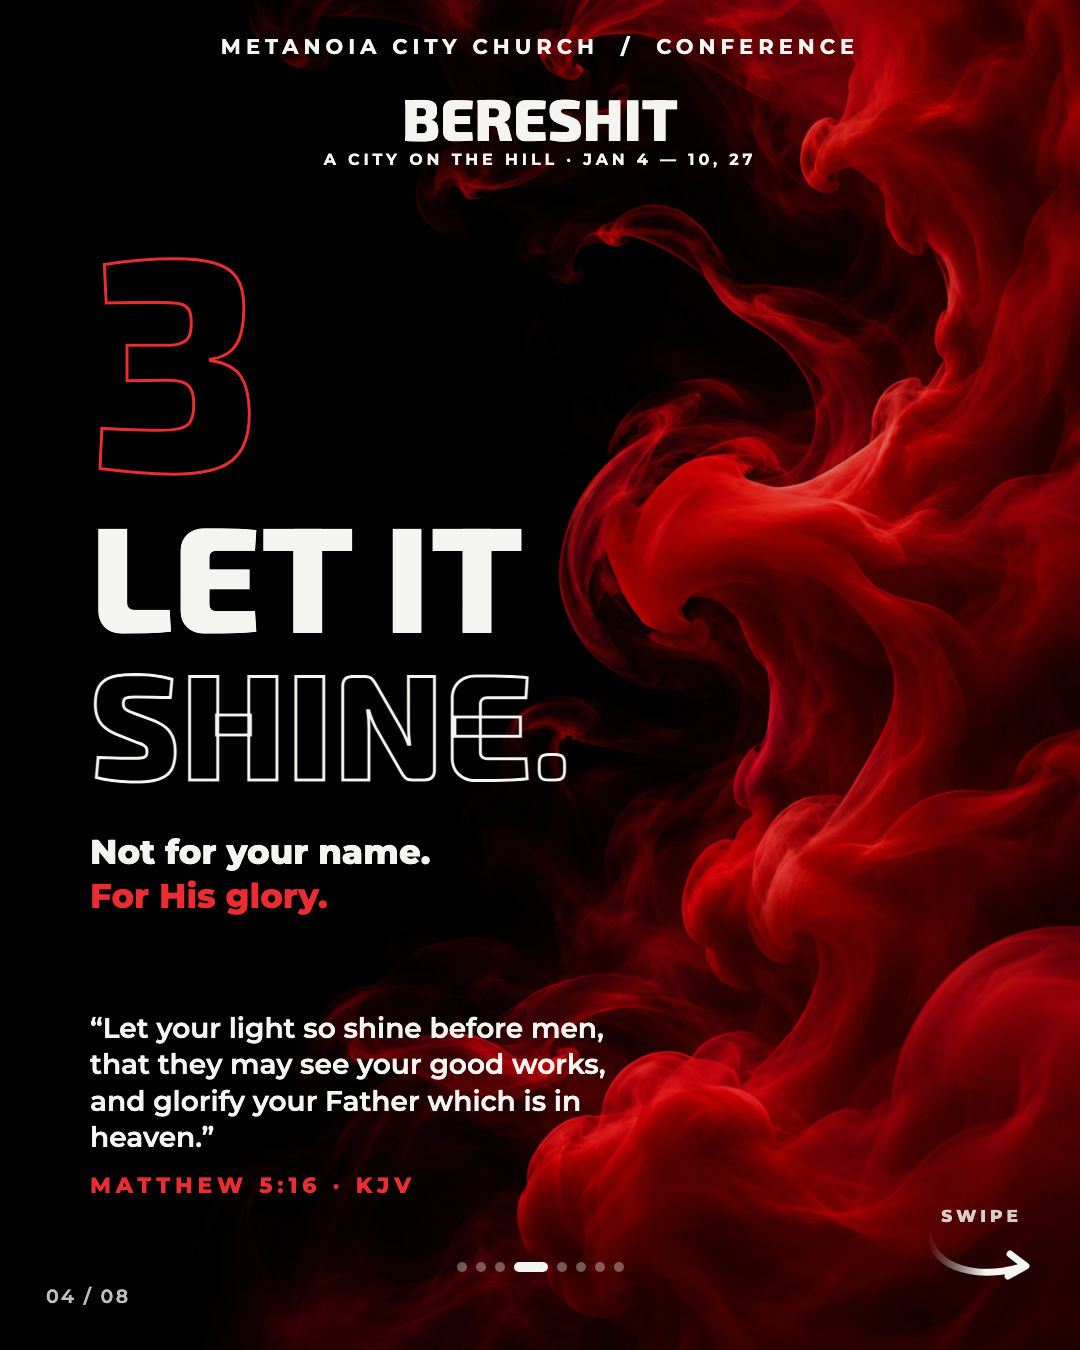 METANOIA CITY CHURCH / CONFERENCE
BERESHIT
A CITY ON THE HILL · JAN 4 — 10, 27
3
LET IT
SHINE.
Not for your name.
For His glory.
“Let your light so shine before men,
that they may see your good works,
and glorify your Father which is in
heaven.”
MATTHEW 5:16 · KJV
SWIPE
04 / 08